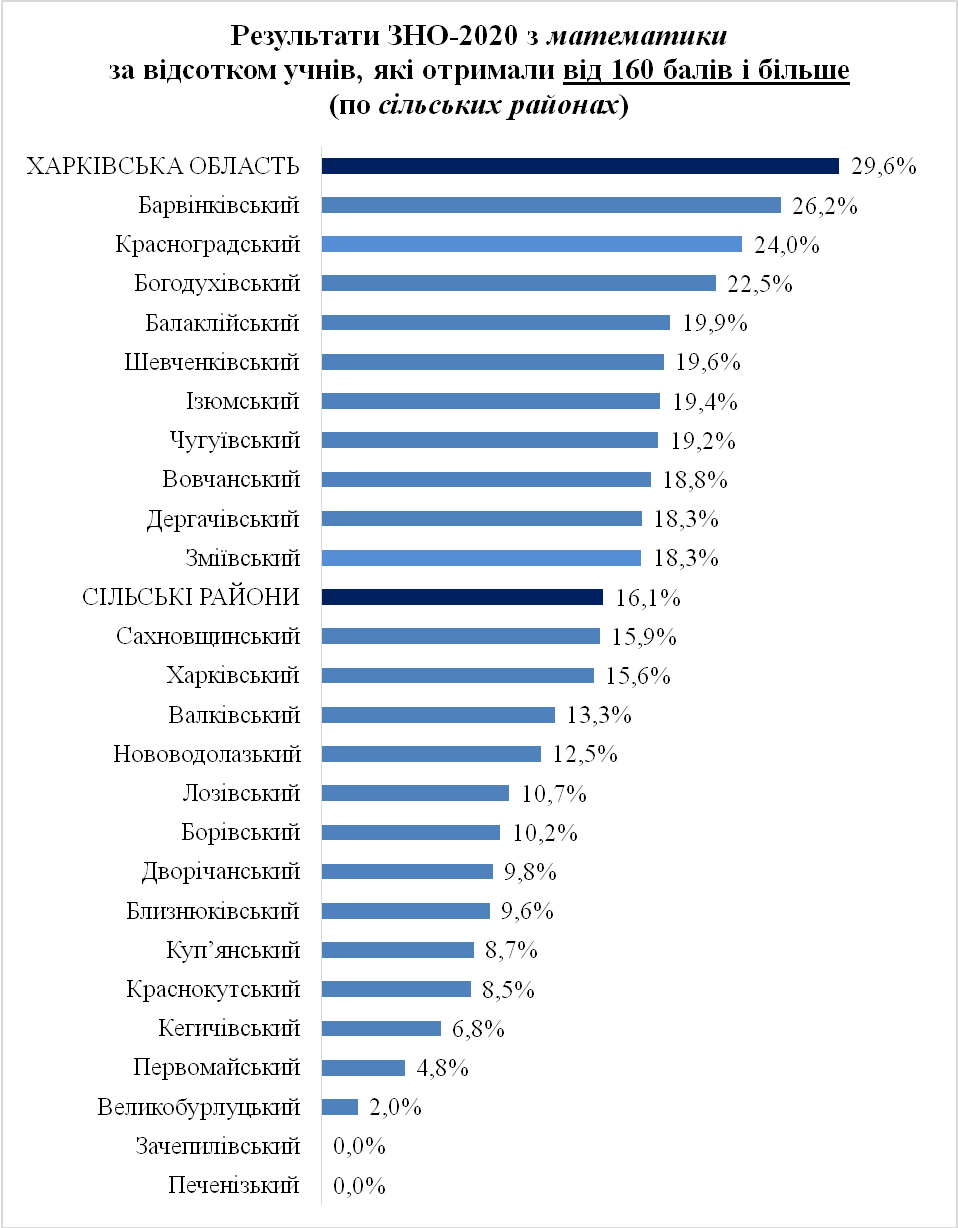 Результати ЗНО-2020 з математики
за відсотком учнів, які отримали від 160 балів і більше
(по сільських районах)
ХАРКІВСЬКА ОБЛАСТЬ 29,6%
Барвінківський 26,2%
Красноградський 24,0%
Богодухівський 22,5%
Балаклійський 19,9%
Шевченківський 19,6%
Ізюмський 19,4%
Чугуївський 19,2%
Вовчанський 18,8%
Дергачівський 18,3%
Зміївський 18,3%
СІЛЬСЬКІ РАЙОНИ 16,1%
Сахновщинський 15,9%
Харківський 15,6%
Валківський 13,3%
Нововодолазький 12,5%
Лозівський 10,7%
Борівський 10,2%
Дворічанський 9,8%
Близнюківський 9,6%
Куп’янський 8,7%
Краснокутський 8,5%
Кегичівський 6,8%
Первомайський 4,8%
Великобурлуцький 2,0%
Зачепилівський 0,0%
Печенізький 0,0%